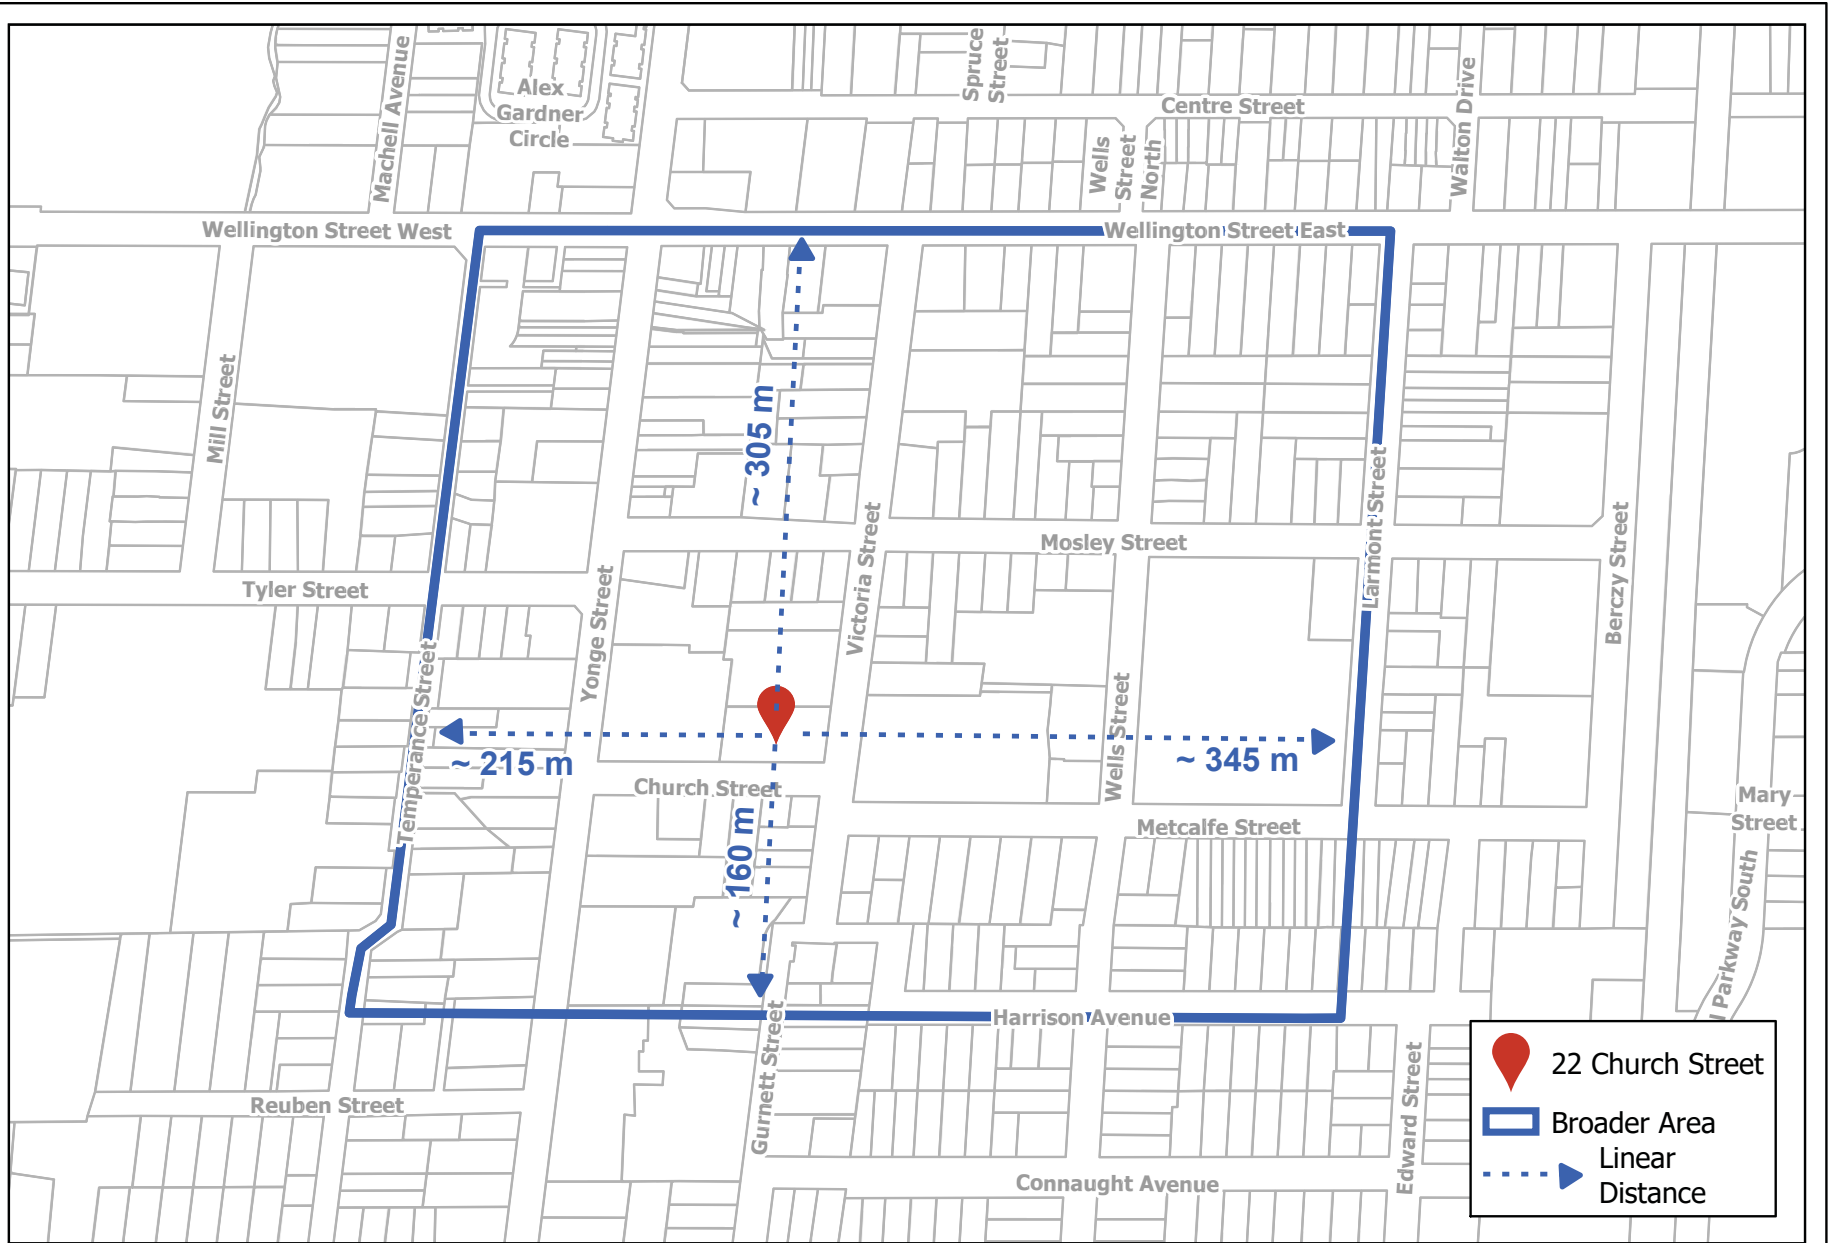 Machell Avenue
Alex
Gardner
Circle
Spruce
Street
Centre Street
Walton Drive
Wells
Street
North
Wellington Street West
Wellington Street East
Mill Street
~ 305 m
Larmont Street
Victoria Street
Mosley Street
Berczy Street
Tyler Street
Yonge Street
Temperance Street
Wells Street
~ 215 m
~ 345 m
Church Street
~ 160 m
Metcalfe Street
Mary
Street
Parkway South
Harrison Avenue
Gurnett Street
Reuben Street
Edward Street
Connaught Avenue
22 Church Street
Broader Area
Linear
Distance